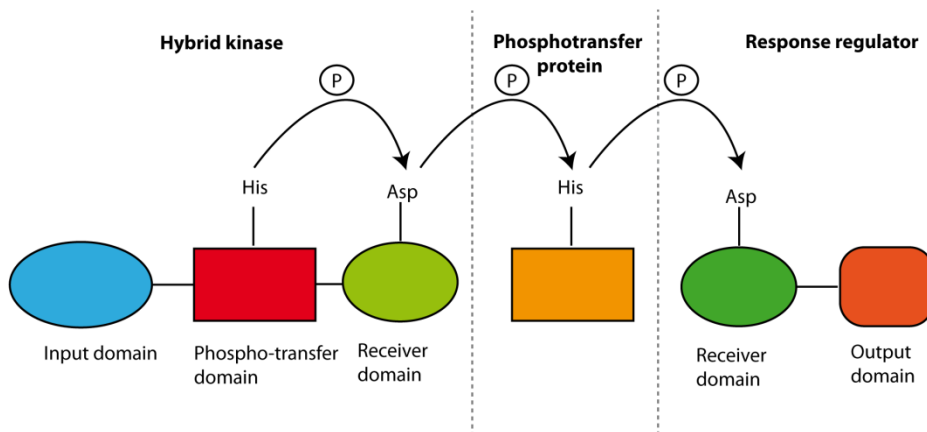 Hybrid kinase
Phosphotransfer
protein
Response regulator
P
P
P
His
Asp
His
Asp
Input domain
Phospho-transfer
domain
Receiver
domain
Receiver
domain
Output
domain